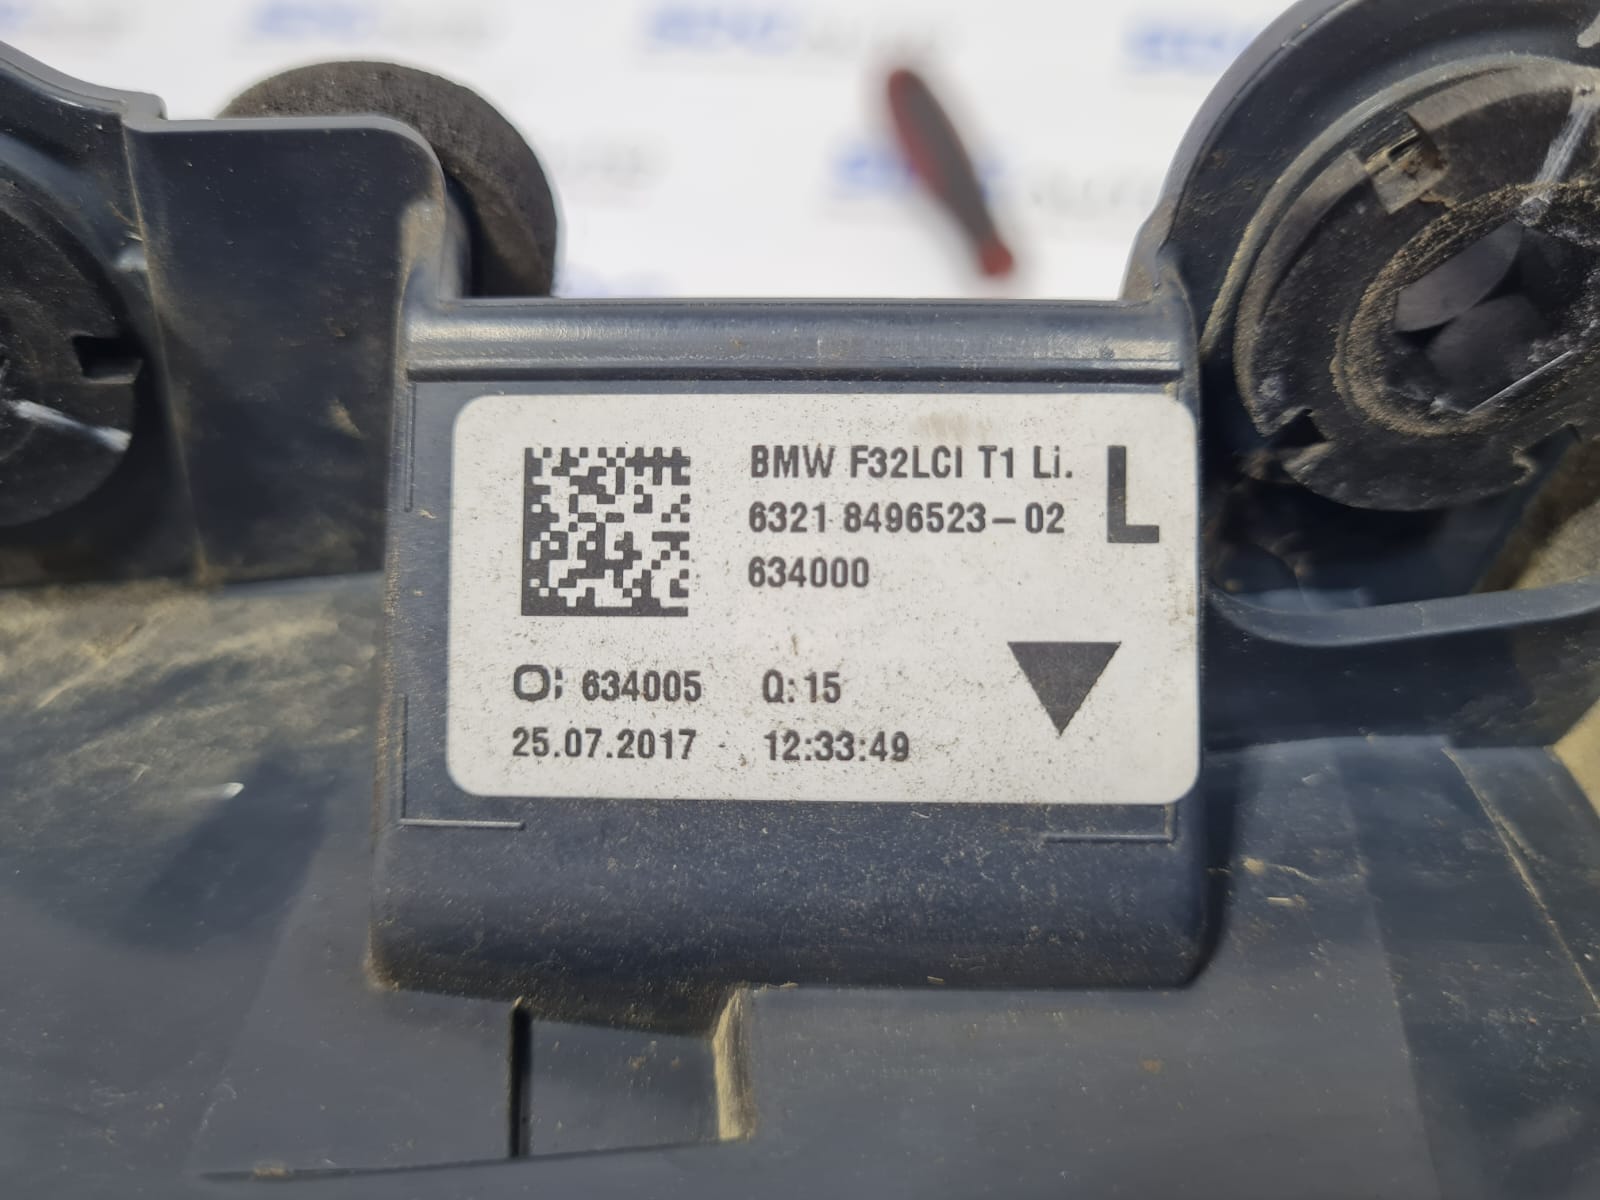 BMW F32LCI T1 Li.
L
6321 8496523-02
634000
O: 634005 Q: 15
25.07.2017 12:33:49